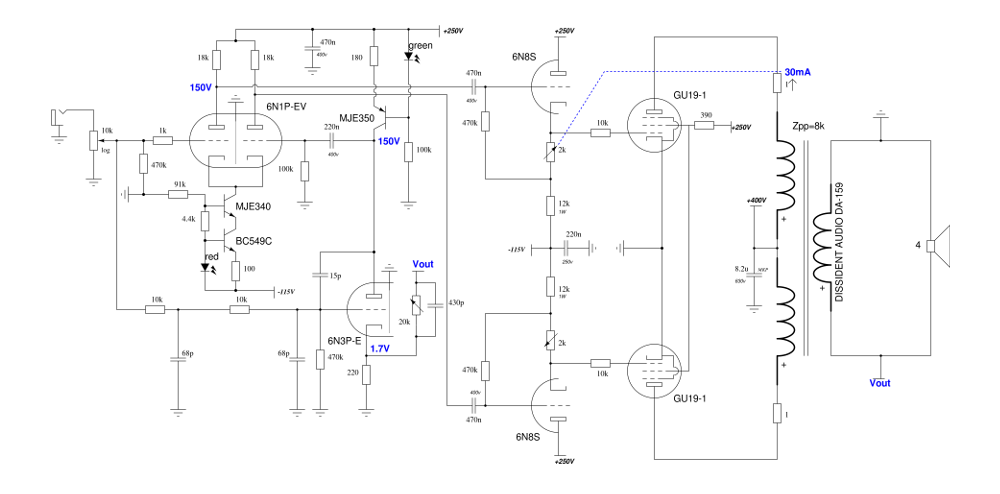 +250V
+250V
green
470n
400v
180
18k
18k
6N8S
GU19-1
30mA
1
150V
6N1P-EV
470n
400v
MJE350
390
+250V
10k
log
1k
220n
400v
150V
470k
10k
2k
Zpp=8k
470k
100k
100k
91k
MJE340
12k
1W
+400V
4.4k
BC549C
-115V
220n
250v
4
red
100
8.2u
600v
MKP
DISSIDENT AUDIO DA-159
-115V
15p
Vout
12k
1W
10k
10k
430p
20k
6N3P-E
2k
68p
68p
470k
1.7V
220
470k
10k
Vout
400v
470n
GU19-1
1
6N8S
+250V